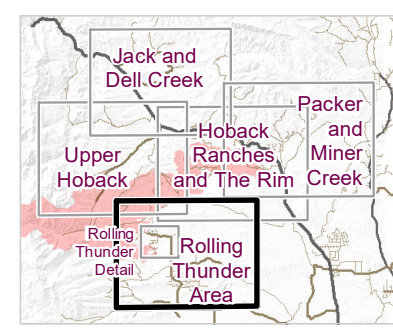 Jack and
Dell Creek
Packer
and
Miner
Creek
Hoback
Ranches
and The Rim
Upper
Hoback
Rolling
Thunder
Detail
Rolling
Thunder
Area